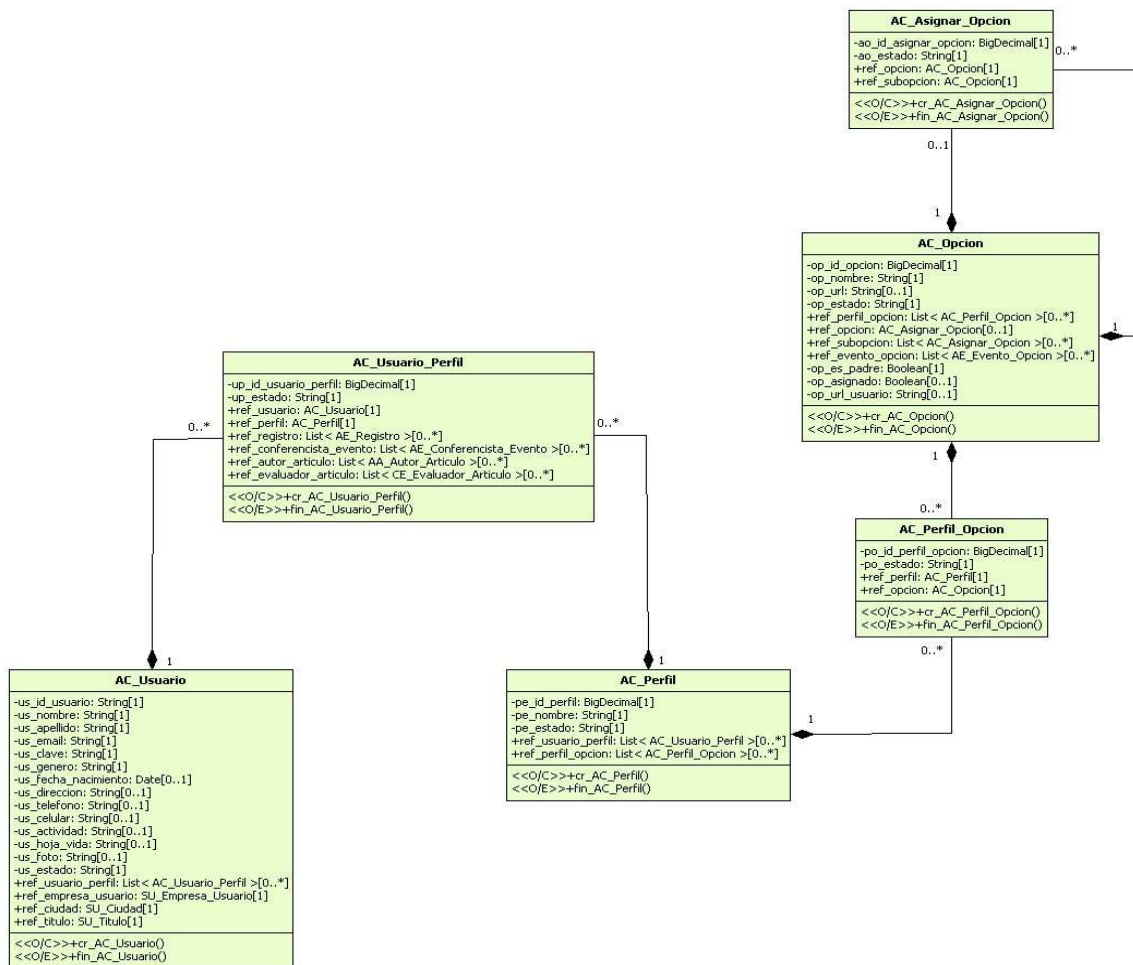 AC_Asignar_Opcion
-ao_id_asignar_opcion: BigDecimal[1]
-ao_estado: String[1]
+ref_opcion: AC_Opcion[1]
+ref_subopcion: AC_Opcion[1]
<<O/C>>+cr_AC_Asignar_Opcion()
<<O/E>>+fin_AC_Asignar_Opcion()
0..*
0..1
1
AC_Opcion
-op_id_opcion: BigDecimal[1]
-op_nombre: String[1]
-op_url: String[0..1]
-op_estado: String[1]
+ref_perfil_opcion: List< AC_Perfil_Opcion >[0..*]
+ref_opcion: AC_Asignar_Opcion[0..1]
+ref_subopcion: List< AC_Asignar_Opcion >[0..*]
+ref_evento_opcion: List< AE_Evento_Opcion >[0..*]
-op_es_padre: Boolean[1]
-op_asignado: Boolean[0..1]
-op_url_usuario: String[0..1]
<<O/C>>+cr_AC_Opcion()
<<O/E>>+fin_AC_Opcion()
1
1
0..*
AC_Usuario_Perfil
-up_id_usuario_perfil: BigDecimal[1]
-up_estado: String[1]
+ref_usuario: AC_Usuario[1]
+ref_perfil: AC_Perfil[1]
+ref_registro: List< AE_Registro >[0..*]
+ref_conferencista_evento: List< AE_Conferencista_Evento >[0..*]
+ref_autor_articulo: List< AA_Autor_Articulo >[0..*]
+ref_evaluador_articulo: List< CE_Evaluador_Articulo >[0..*]
<<O/C>>+cr_AC_Usuario_Perfil()
<<O/E>>+fin_AC_Usuario_Perfil()
0..*
0..*
AC_Perfil_Opcion
-po_id_perfil_opcion: BigDecimal[1]
-po_estado: String[1]
+ref_perfil: AC_Perfil[1]
+ref_opcion: AC_Opcion[1]
<<O/C>>+cr_AC_Perfil_Opcion()
<<O/E>>+fin_AC_Perfil_Opcion()
0..*
1
1
1
AC_Usuario
-us_id_usuario: String[1]
-us_nombre: String[1]
-us_apellido: String[1]
-us_email: String[1]
-us_clave: String[1]
-us_genero: String[1]
-us_fecha_nacimiento: Date[0..1]
-us_direccion: String[0..1]
-us_telefono: String[0..1]
-us_celular: String[0..1]
-us_actividad: String[0..1]
-us_hoja_vida: String[0..1]
-us_foto: String[0..1]
-us_estado: String[1]
+ref_usuario_perfil: List< AC_Usuario_Perfil >[0..*]
+ref_empresa_usuario: SU_Empresa_Usuario[1]
+ref_ciudad: SU_Ciudad[1]
+ref_titulo: SU_Titulo[1]
<<O/C>>+cr_AC_Usuario()
<<O/E>>+fin_AC_Usuario()
AC_Perfil
-pe_id_perfil: BigDecimal[1]
-pe_nombre: String[1]
-pe_estado: String[1]
+ref_usuario_perfil: List< AC_Usuario_Perfil >[0..*]
+ref_perfil_opcion: List< AC_Perfil_Opcion >[0..*]
<<O/C>>+cr_AC_Perfil()
<<O/E>>+fin_AC_Perfil()